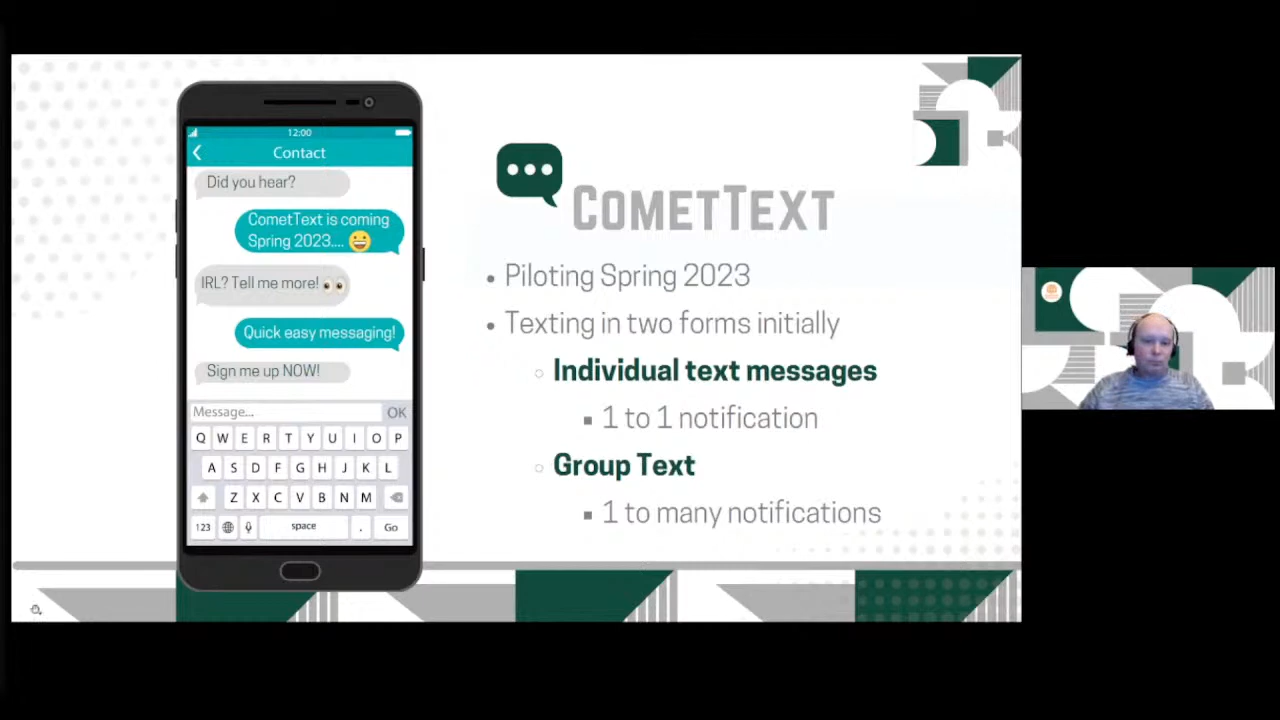 12:00
Contact
Did you hear?
CometText is coming
Spring 2023.... 😀
IRL? Tell me more! 👀
Quick easy messaging!
Sign me up NOW!
Message...
OK
Q W E R T Y U I O P
A S D F G H J K L
Z X C V B N M
123 space . Go
COMETTEXT
• Piloting Spring 2023
• Texting in two forms initially
○ Individual text messages
▪ 1 to 1 notification
○ Group Text
▪ 1 to many notifications